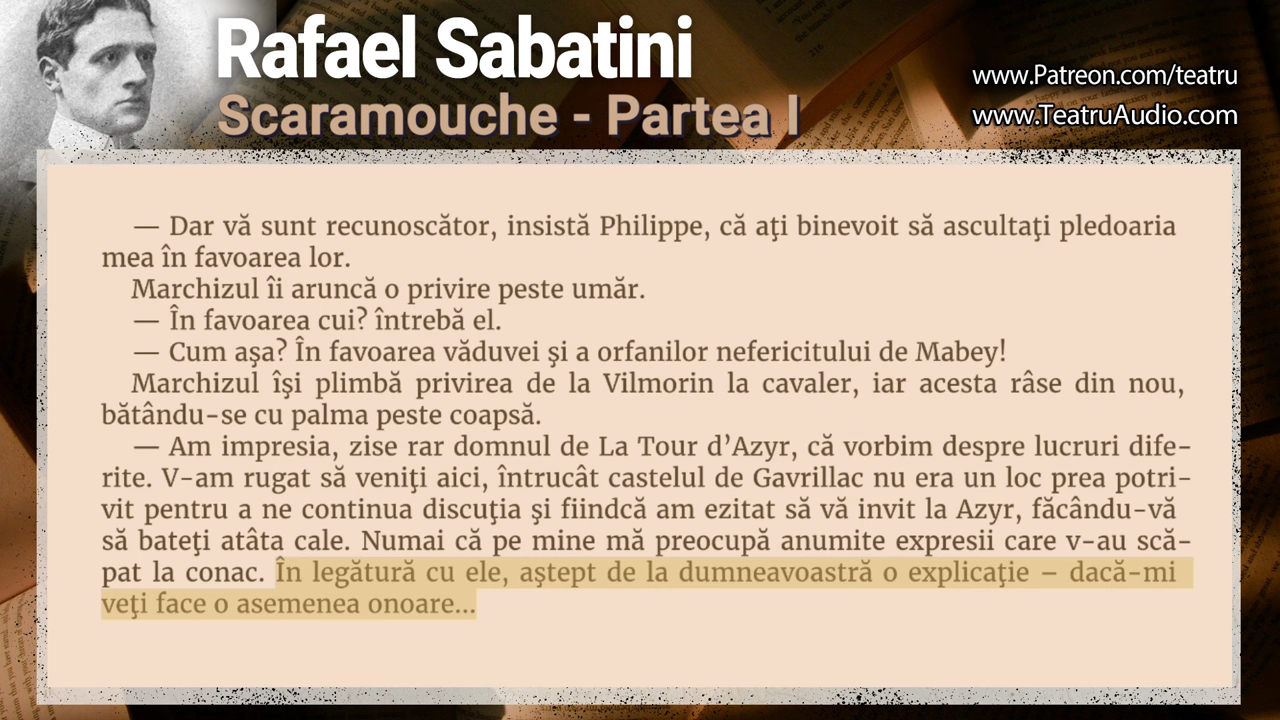 Rafael Sabatini
Scaramouche - Partea I
www.Patreon.com/teatru
www.TeatruAudio.com
— Dar vă sunt recunoscător, insistă Philippe, că aţi binevoit să ascultaţi pledoaria
mea în favoarea lor.
Marchizul îi aruncă o privire peste umăr.
— În favoarea cui? întrebă el.
— Cum aşa? În favoarea văduvei şi a orfanilor nefericitului de Mabey!
Marchizul îşi plimbă privirea de la Vilmorin la cavaler, iar acesta râse din nou,
bătându-se cu palma peste coapsă.
— Am impresia, zise rar domnul de La Tour d’Azyr, că vorbim despre lucruri dife-
rite. V-am rugat să veniţi aici, întrucât castelul de Gavrillac nu era un loc prea potri-
vit pentru a ne continua discuţia şi fiindcă am ezitat să vă invit la Azyr, făcându-vă
să bateţi atâta cale. Numai că pe mine mă preocupă anumite expresii care v-au scă-
pat la conac. În legătură cu ele, aştept de la dumneavoastră o explicaţie – dacă-mi
veţi face o asemenea onoare...